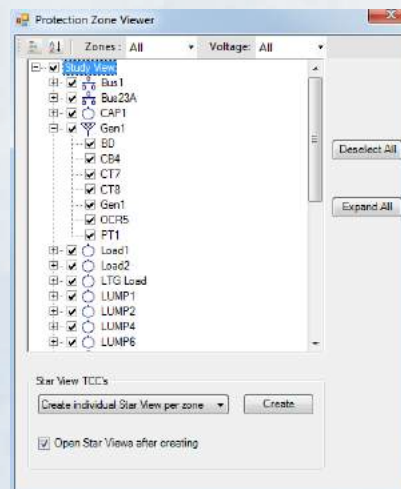 Protection Zone Viewer
Zones: All Voltage: All
Study View
Bus1
Bus23A
CAP1
Gen1
BD
CB4
CT7
CT8
Gen1
OCR5
PT1
Load1
Load2
LTG Load
LUMP1
LUMP2
LUMP4
LUMP6
Deselect All
Expand All
Star View TCC's
Create individual Star View per zone Create
Open Star Views after creating